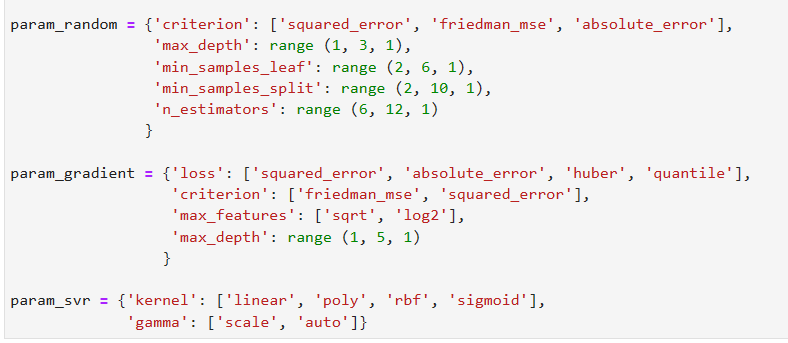 param_random = {'criterion': ['squared_error', 'friedman_mse', 'absolute_error'],
'max_depth': range (1, 3, 1),
'min_samples_leaf': range (2, 6, 1),
'min_samples_split': range (2, 10, 1),
'n_estimators': range (6, 12, 1)
}
param_gradient = {'loss': ['squared_error', 'absolute_error', 'huber', 'quantile'],
'criterion': ['friedman_mse', 'squared_error'],
'max_features': ['sqrt', 'log2'],
'max_depth': range (1, 5, 1)
}
param_svr = {'kernel': ['linear', 'poly', 'rbf', 'sigmoid'],
'gamma': ['scale', 'auto']}